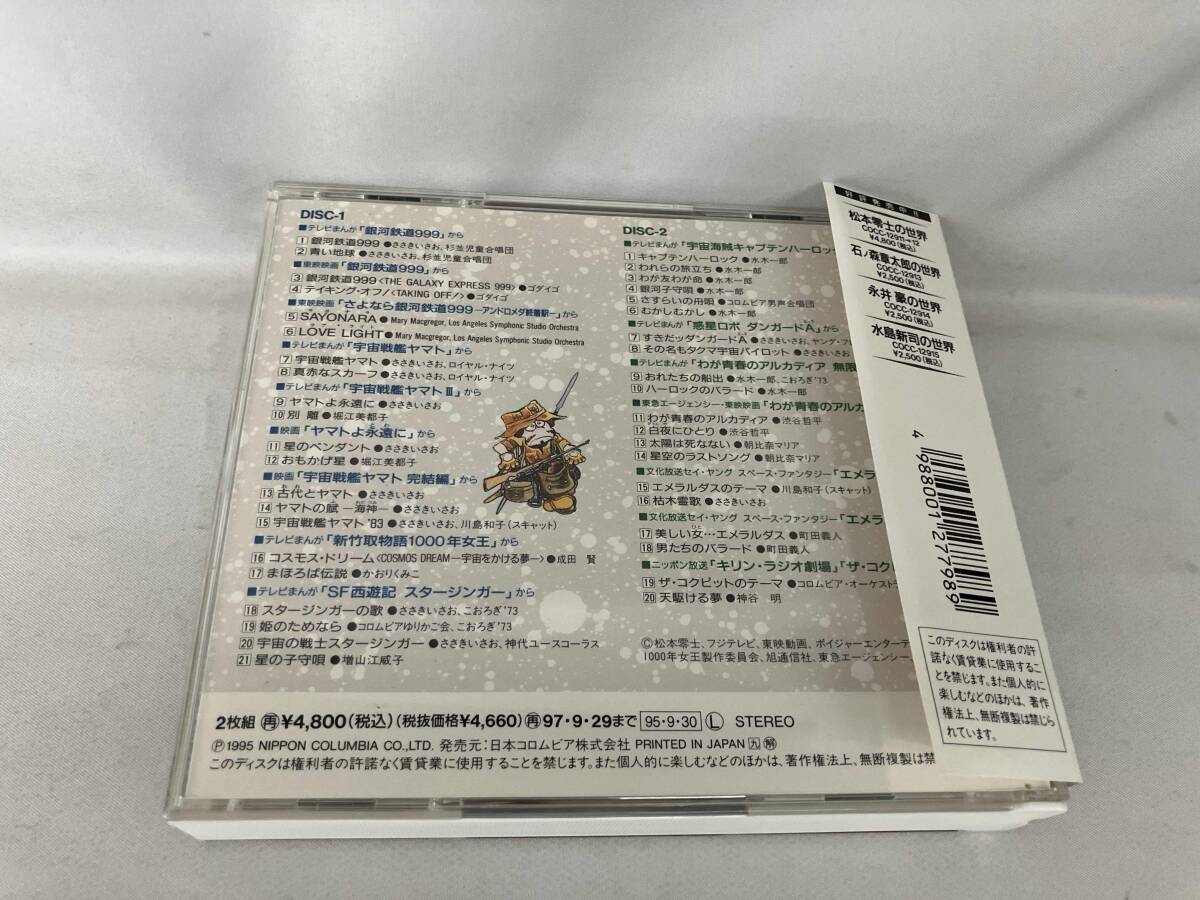 DISC-1
■テレビまんが「銀河鉄道999」から
1 銀河鉄道999●ささきいさお、杉並児童合唱団
2 青い地球●ささきいさお、杉並児童合唱団
■東映映画「銀河鉄道999」から
3 銀河鉄道999〈THE GALAXY EXPRESS 999〉●ゴダイゴ
4 テイキング・オフ!〈TAKING OFF!〉●ゴダイゴ
■東映映画「さよなら銀河鉄道999―アンドロメダ終着駅―」から
5 SAYONARA●Mary Macgregor, Los Angeles Symphonic Studio Orchestra
6 LOVE LIGHT●Mary Macgregor, Los Angeles Symphonic Studio Orchestra
■テレビまんが「宇宙戦艦ヤマト」から
7 宇宙戦艦ヤマト●ささきいさお、ロイヤル・ナイツ
8 真赤なスカーフ●ささきいさお、ロイヤル・ナイツ
■テレビまんが「宇宙戦艦ヤマトⅢ」から
9 ヤマトよ永遠に●ささきいさお
10 別 離●堀江美都子
■映画「ヤマトよ永遠に」から
11 星のペンダント●ささきいさお
12 おもかげ星●堀江美都子
■映画「宇宙戦艦ヤマト 完結編」から
13 古代とヤマト●ささきいさお
14 ヤマトの賦―海神―●ささきいさお
15 宇宙戦艦ヤマト'83●ささきいさお、川島和子(スキャット)
■テレビまんが「新竹取物語1000年女王」から
16 コスモス・ドリーム〈COSMOS DREAM―宇宙をかける夢―〉●成田 賢
17 まほろば伝説●かおりくみこ
■テレビまんが「SF西遊記 スタージンガー」から
18 スタージンガーの歌●ささきいさお、こおろぎ'73
19 姫のためなら●コロムビアゆりかご会、こおろぎ'73
20 宇宙の戦士スタージンガー●ささきいさお、神代ユースコーラス
21 星の子守唄●増山江威子
DISC-2
■テレビまんが「宇宙海賊キャプテンハーロック
1 キャプテンハーロック●水木一郎
2 われらの旅立ち●水木一郎
3 わが友わが命●水木一郎
4 銀河子守唄●水木一郎
5 さすらいの舟唄●コロムビア男声合唱団
6 むかしむかし●水木一郎
■テレビまんが「惑星ロボ ダンガードA」から
7 すきだッダンガードA●ささきいさお、ヤング・フ
8 その名もタクマ宇宙パイロット●ささきいさお
■テレビまんが「わが青春のアルカディア 無限
9 おれたちの船出●水木一郎、こおろぎ'73
10 ハーロックのバラード●水木一郎
■東急エージェンシー・東映映画「わが青春のアルカ
11 わが青春のアルカディア●渋谷哲平
12 白夜にひとり●渋谷哲平
13 太陽は死なない●朝比奈マリア
14 星空のラストソング●朝比奈マリア
■文化放送セイ・ヤング スペース・ファンタジー「エメラル
15 エメラルダスのテーマ●川島和子(スキャット)
16 枯木霊歌●ささきいさお
■文化放送セイ・ヤング スペース・ファンタジー「エメラ
17 美しい女…エメラルダス●町田義人
18 男たちのバラード●町田義人
■ニッポン放送「キリン・ラジオ劇場」「ザ・コクピ
19 ザ・コクピットのテーマ●コロムビア・オーケストラ
20 天駆ける夢●神谷 明
©松本零士、フジテレビ、東映動画、ボイジャーエンターテ
1000年女王製作委員会、旭通信社、東急エージェンシー、
2枚組 再¥4,800(税込)(税抜価格¥4,660)再97・9・29まで 95・9・30 L STEREO
Ⓟ1995 NIPPON COLUMBIA CO.,LTD. 発売元:日本コロムビア株式会社 PRINTED IN JAPAN
このディスクは権利者の許諾なく賃貸業に使用することを禁じます。また個人的に楽しむなどのほかは、著作権法上、無断複製は禁
好評発売中!!
松本零士の世界
COCC-12911→12
¥4,800(税込)
石ノ森章太郎の世界
COCC-12913
¥2,500(税込)
永井 豪の世界
COCC-12914
¥2,500(税込)
水島新司の世界
COCC-12915
¥2,500(税込)
4 988001 277989
このディスクは権利者の許
諾なく賃貸業に使用するこ
とを禁じます。また個人的に
楽しむなどのほかは、著作
権法上、無断複製は禁じら
れています。